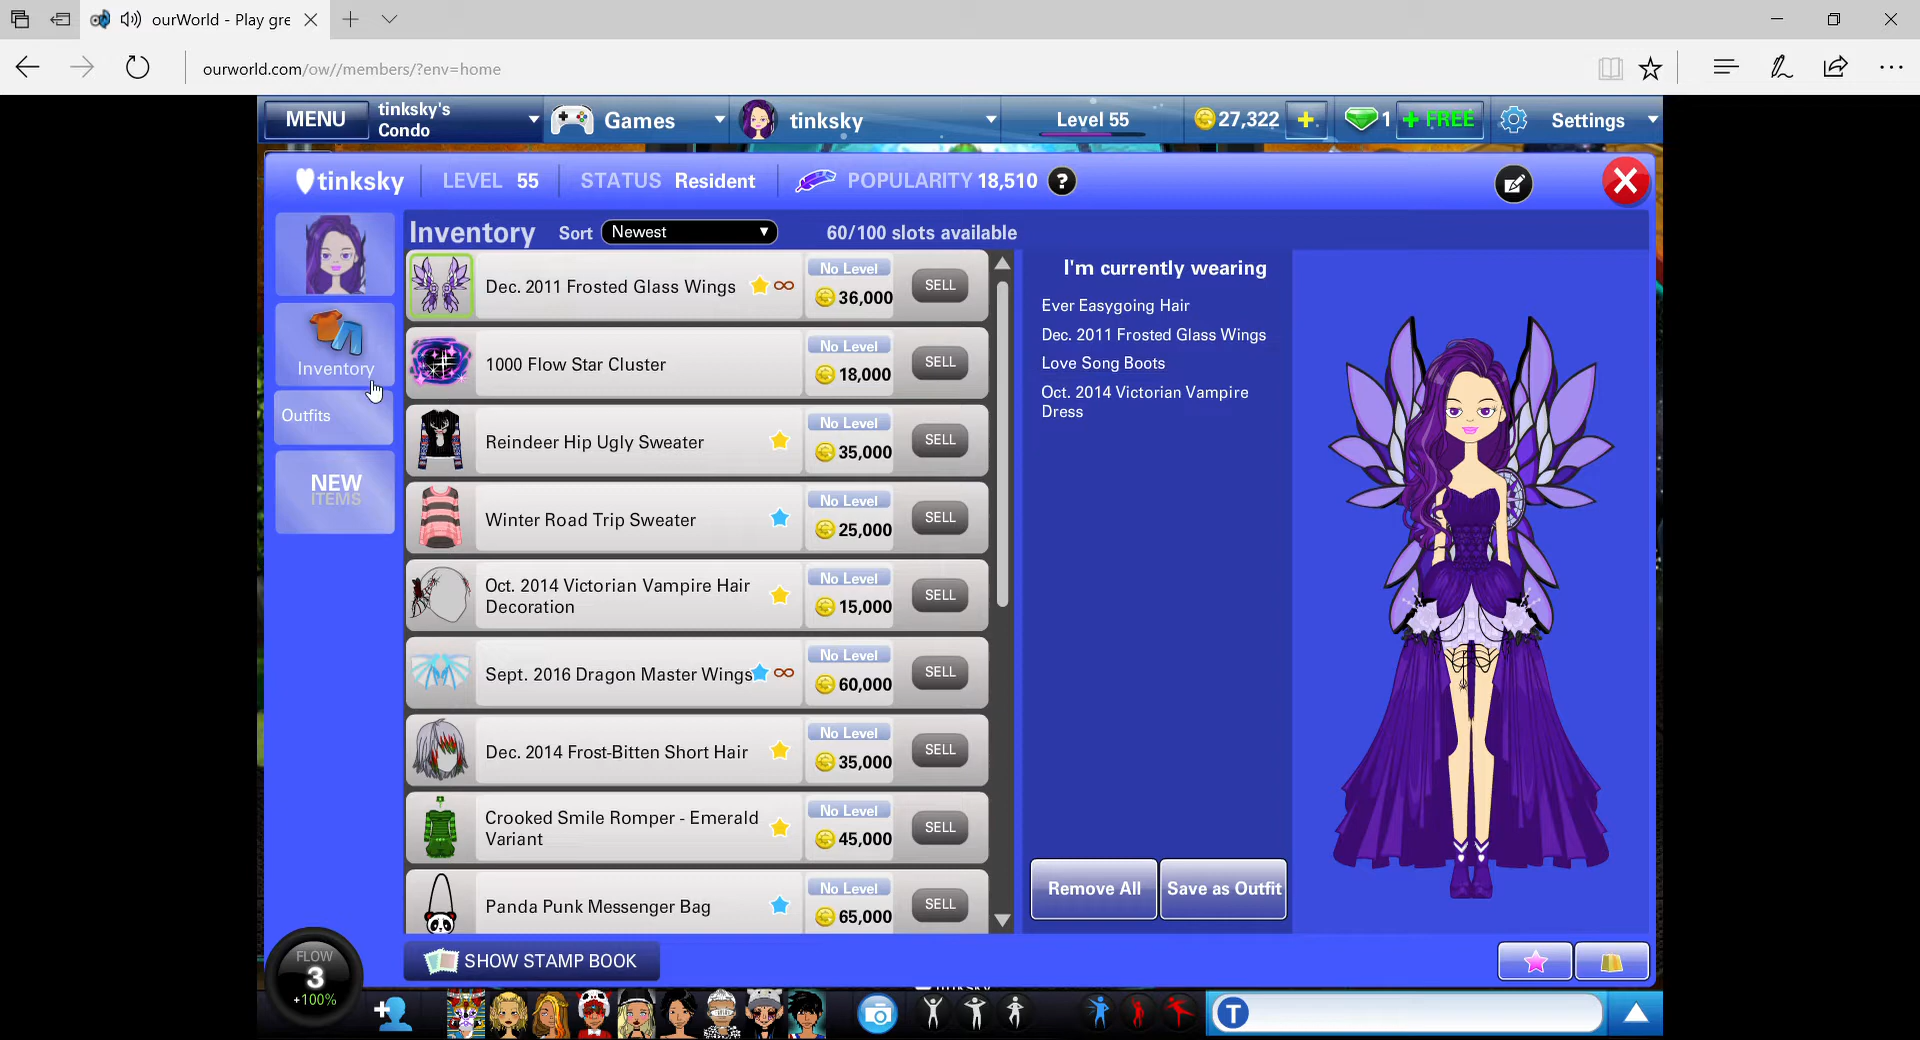 ourWorld - Play gre
ourworld.com/ow//members/?env=home
MENU
tinksky's
Condo
Games
tinksky
Level 55
27,322
+
1
+ FREE
Settings
tinksky
LEVEL 55
STATUS Resident
POPULARITY 18,510
?
Inventory
Sort
Newest
60/100 slots available
Inventory
Outfits
NEW
ITEMS
Dec. 2011 Frosted Glass Wings
No Level
36,000
SELL
1000 Flow Star Cluster
No Level
18,000
SELL
Reindeer Hip Ugly Sweater
No Level
35,000
SELL
Winter Road Trip Sweater
No Level
25,000
SELL
Oct. 2014 Victorian Vampire Hair
Decoration
No Level
15,000
SELL
Sept. 2016 Dragon Master Wings
No Level
60,000
SELL
Dec. 2014 Frost-Bitten Short Hair
No Level
35,000
SELL
Crooked Smile Romper - Emerald
Variant
No Level
45,000
SELL
Panda Punk Messenger Bag
No Level
65,000
SELL
I'm currently wearing
Ever Easygoing Hair
Dec. 2011 Frosted Glass Wings
Love Song Boots
Oct. 2014 Victorian Vampire
Dress
Remove All
Save as Outfit
SHOW STAMP BOOK
FLOW
3
+100%
tinksky
T